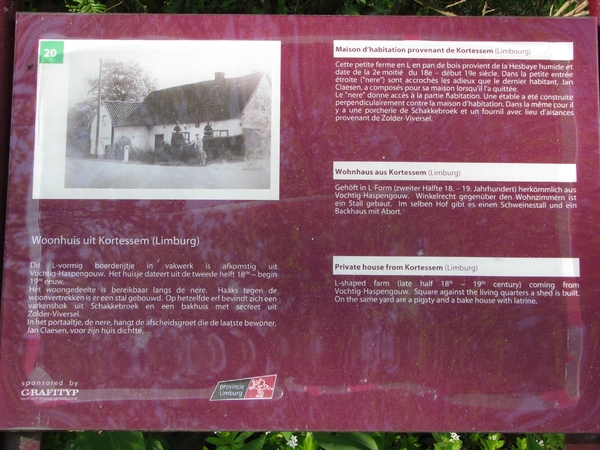 20
Woonhuis uit Kortessem (Limburg)
Dit L-vormig boerderijtje in vakwerk is afkomstig uit
Vochtig-Haspengouw. Het huisje dateert uit de tweede helft 18de – begin
19de eeuw.
Het woongedeelte is bereikbaar langs de nere. Haaks tegen de
woonvertrekken is er een stal gebouwd. Op hetzelfde erf bevindt zich een
varkenshok uit Schakkebroek en een bakhuis met secreet uit
Zolder-Viversel.
In het portaaltje, de nere, hangt de afscheidsgroet die de laatste bewoner,
Jan Claesen, voor zijn huis dichtte.
sponsored by
GRAFITYP
provincie
Limburg
Maison d'habitation provenant de Kortessem (Limbourg)
Cette petite ferme en L en pan de bois provient de la Hesbaye humide et
date de la 2e moitié du 18e – début 19e siècle. Dans la petite entrée
étroite ("nere") sont accrochés les adieux que le dernier habitant, Jan
Claesen, a composés pour sa maison lorsqu'il l'a quittée.
Le "nere" donne accès à la partie habitation. Une étable a été construite
perpendiculairement contre la maison d'habitation. Dans la même cour il
y a une porcherie de Schakkebroek et un fournil avec lieu d'aisances
provenant de Zolder-Viversel.
Wohnhaus aus Kortessem (Limburg)
Gehöft in L-Form (zweiter Hälfte 18. – 19. Jahrhundert) herkömmlich aus
Vochtig-Haspengouw. Winkelrecht gegenüber den Wohnzimmern ist
ein Stall gebaut. Im selben Hof gibt es einen Schweinestall und ein
Backhaus mit Abort.
Private house from Kortessem (Limburg)
L-shaped farm (late half 18th – 19th century) coming from
Vochtig-Haspengouw. Square against the living quarters a shed is built.
On the same yard are a pigsty and a bake house with latrine.